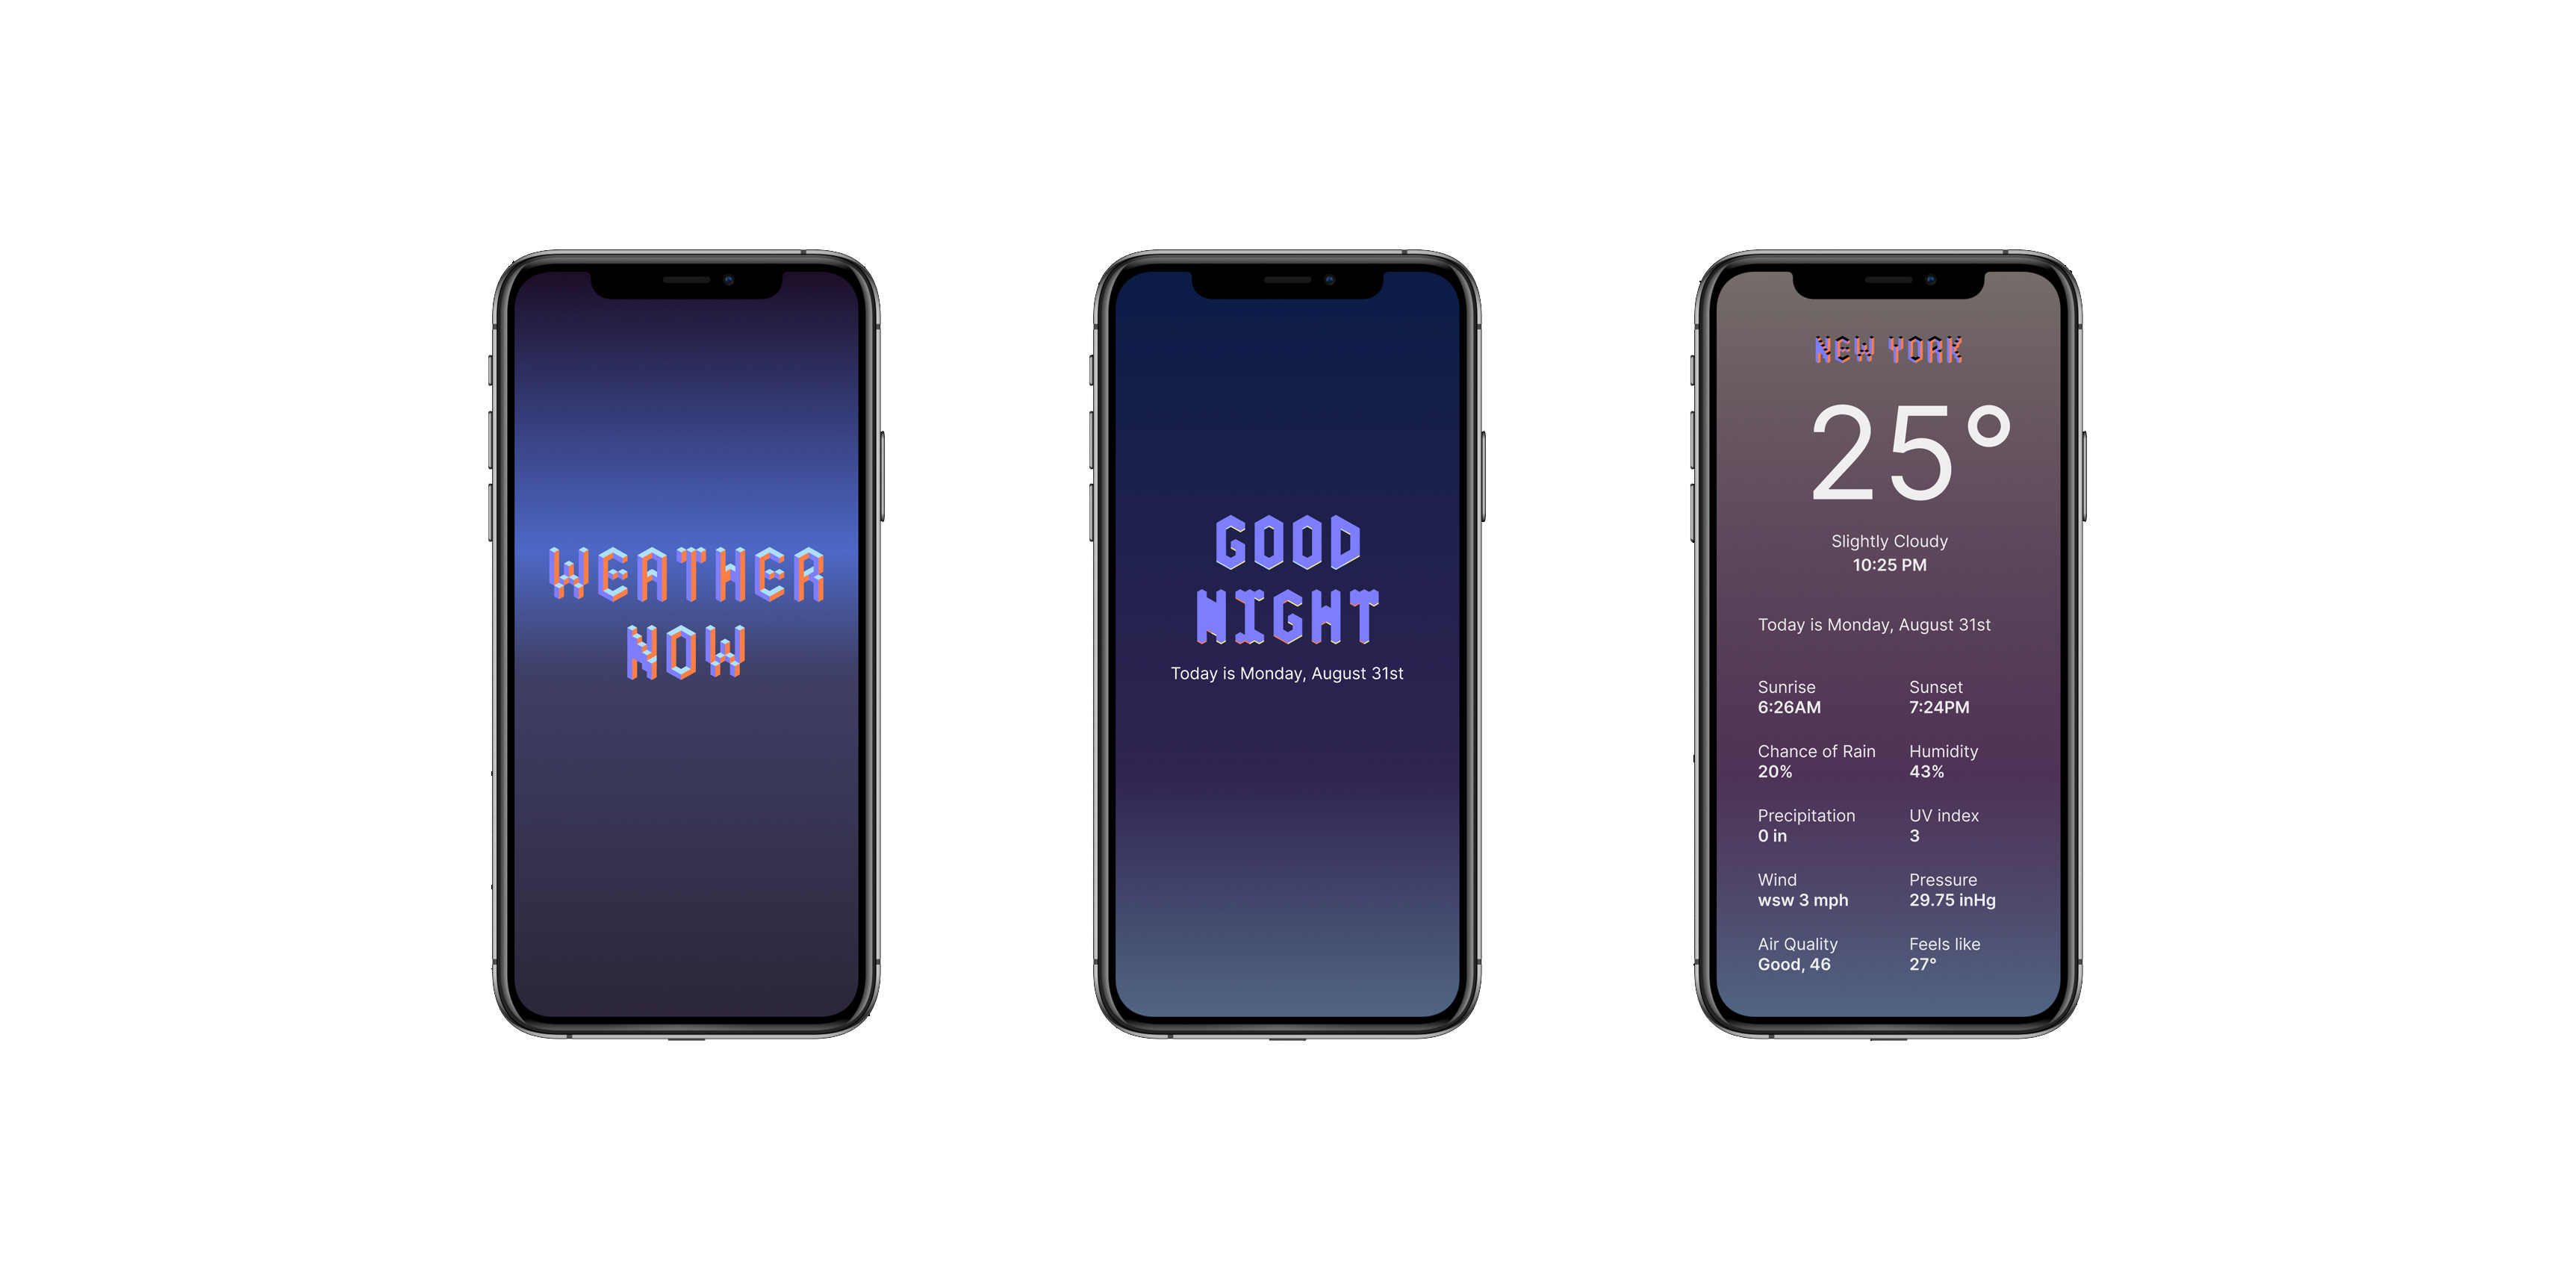 WEATHER
NOW
GOOD
NIGHT
Today is Monday, August 31st
NEW YORK
25°
Slightly Cloudy
10:25 PM
Today is Monday, August 31st
Sunrise
6:26AM
Sunset
7:24PM
Chance of Rain
20%
Humidity
43%
Precipitation
0 in
UV index
3
Wind
wsw 3 mph
Pressure
29.75 inHg
Air Quality
Good, 46
Feels like
27°